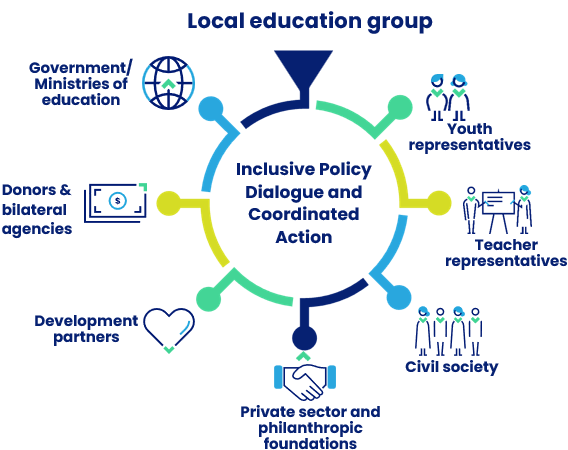 Local education group
Government/
Ministries of
education
Youth
representatives
Inclusive Policy
Dialogue and
Coordinated
Action
Donors &
bilateral
agencies
$
Teacher
representatives
Development
partners
Civil society
Private sector and
philanthropic
foundations